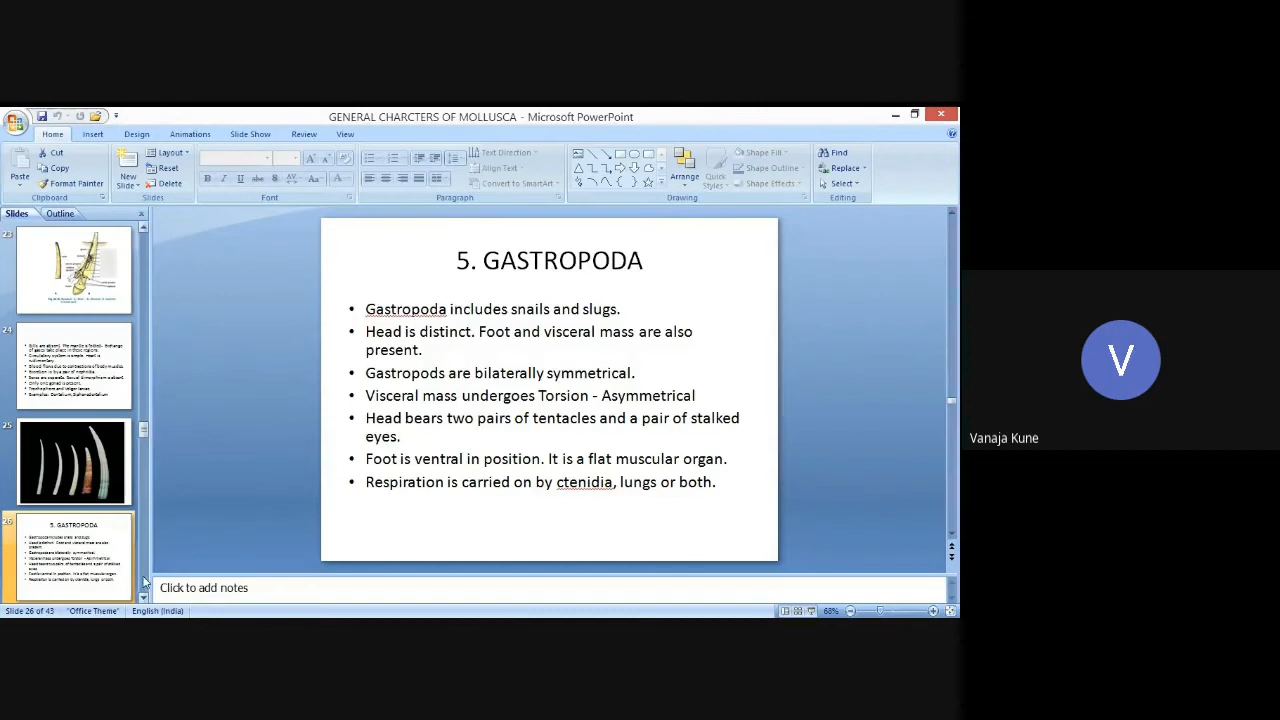 GENERAL CHARCTERS OF MOLLUSCA - Microsoft PowerPoint
Home Insert Design Animations Slide Show Review View
Paste
Cut
Copy
Format Painter
Clipboard
New Slide
Layout
Reset
Delete
Slides
Font
Text Direction
Align Text
Convert to SmartArt
Paragraph
Arrange
Quick Styles
Shape Fill
Shape Outline
Shape Effects
Drawing
Find
Replace
Select
Editing
Slides Outline
23
24
25
26
5. GASTROPODA
• Gastropoda includes snails and slugs.
• Head is distinct. Foot and visceral mass are also
present.
• Gastropods are bilaterally symmetrical.
• Visceral mass undergoes Torsion - Asymmetrical
• Head bears two pairs of tentacles and a pair of stalked
eyes.
• Foot is ventral in position. It is a flat muscular organ.
• Respiration is carried on by ctenidia, lungs or both.
Click to add notes
Slide 26 of 43 "Office Theme" English (India) 68%
V
Vanaja Kune